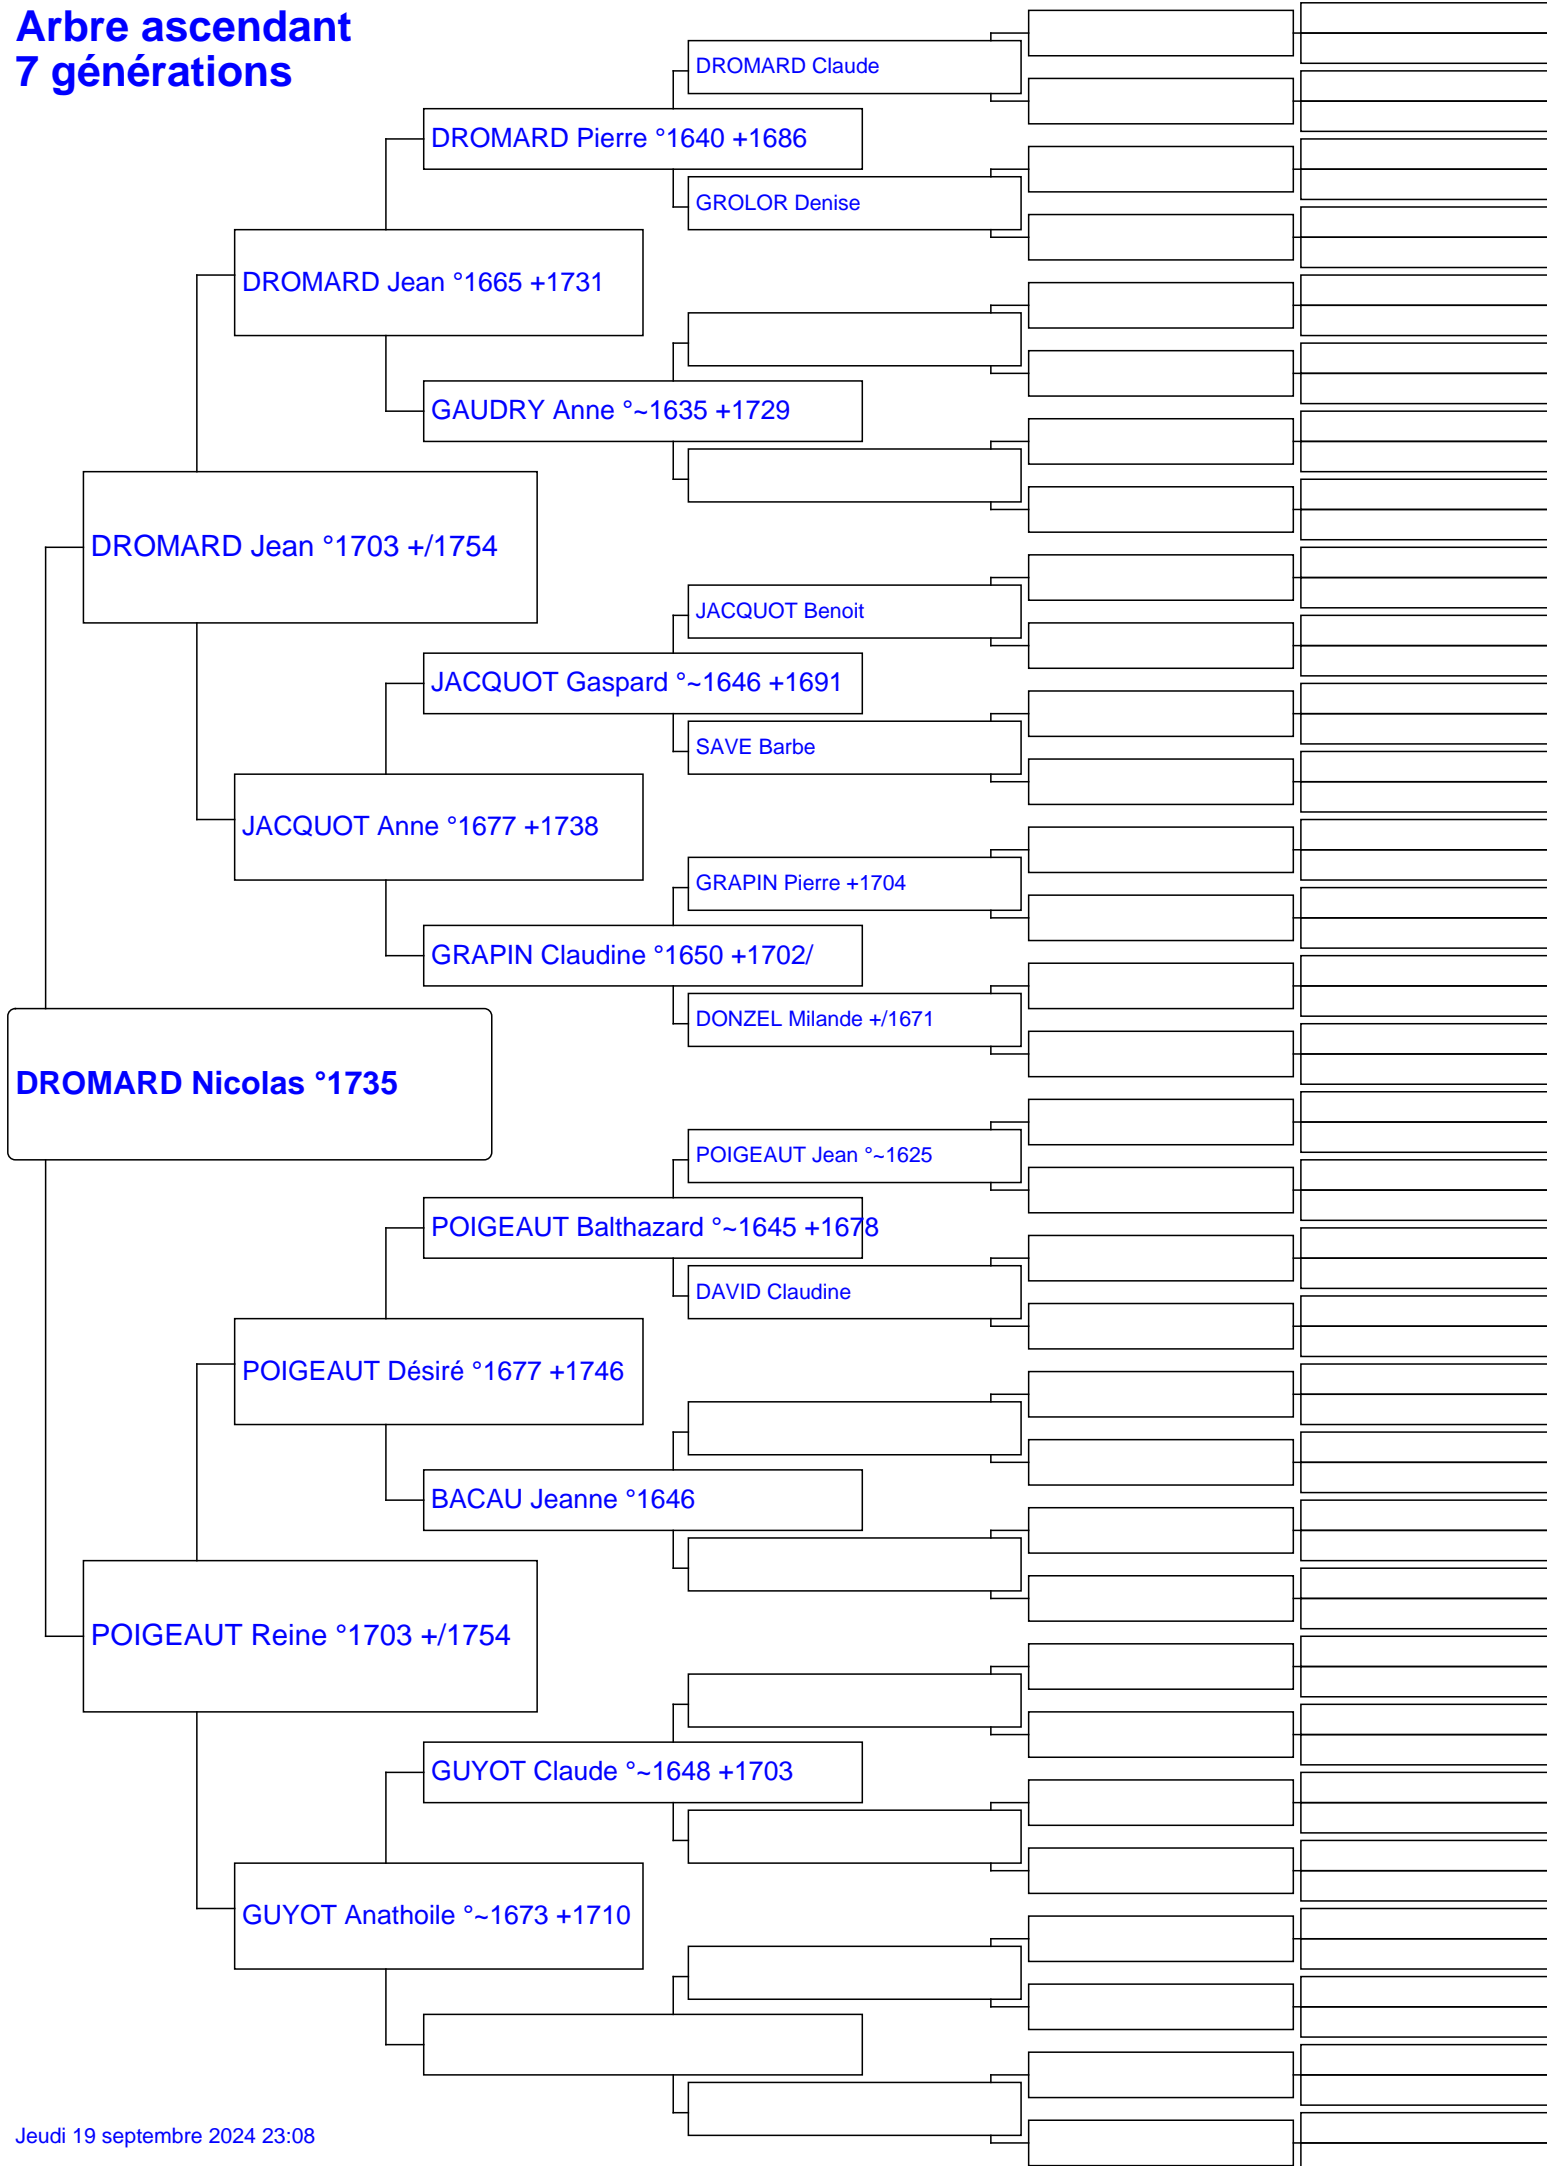 Arbre ascendant
7 générations
DROMARD Claude
DROMARD Pierre °1640 +1686
GROLOR Denise
DROMARD Jean °1665 +1731
GAUDRY Anne °~1635 +1729
DROMARD Jean °1703 +/1754
JACQUOT Benoit
JACQUOT Gaspard °~1646 +1691
SAVE Barbe
JACQUOT Anne °1677 +1738
GRAPIN Pierre +1704
GRAPIN Claudine °1650 +1702/
DONZEL Milande +/1671
DROMARD Nicolas °1735
POIGEAUT Jean °~1625
POIGEAUT Balthazard °~1645 +1678
DAVID Claudine
POIGEAUT Désiré °1677 +1746
BACAU Jeanne °1646
POIGEAUT Reine °1703 +/1754
GUYOT Claude °~1648 +1703
GUYOT Anathoile °~1673 +1710
Jeudi 19 septembre 2024 23:08